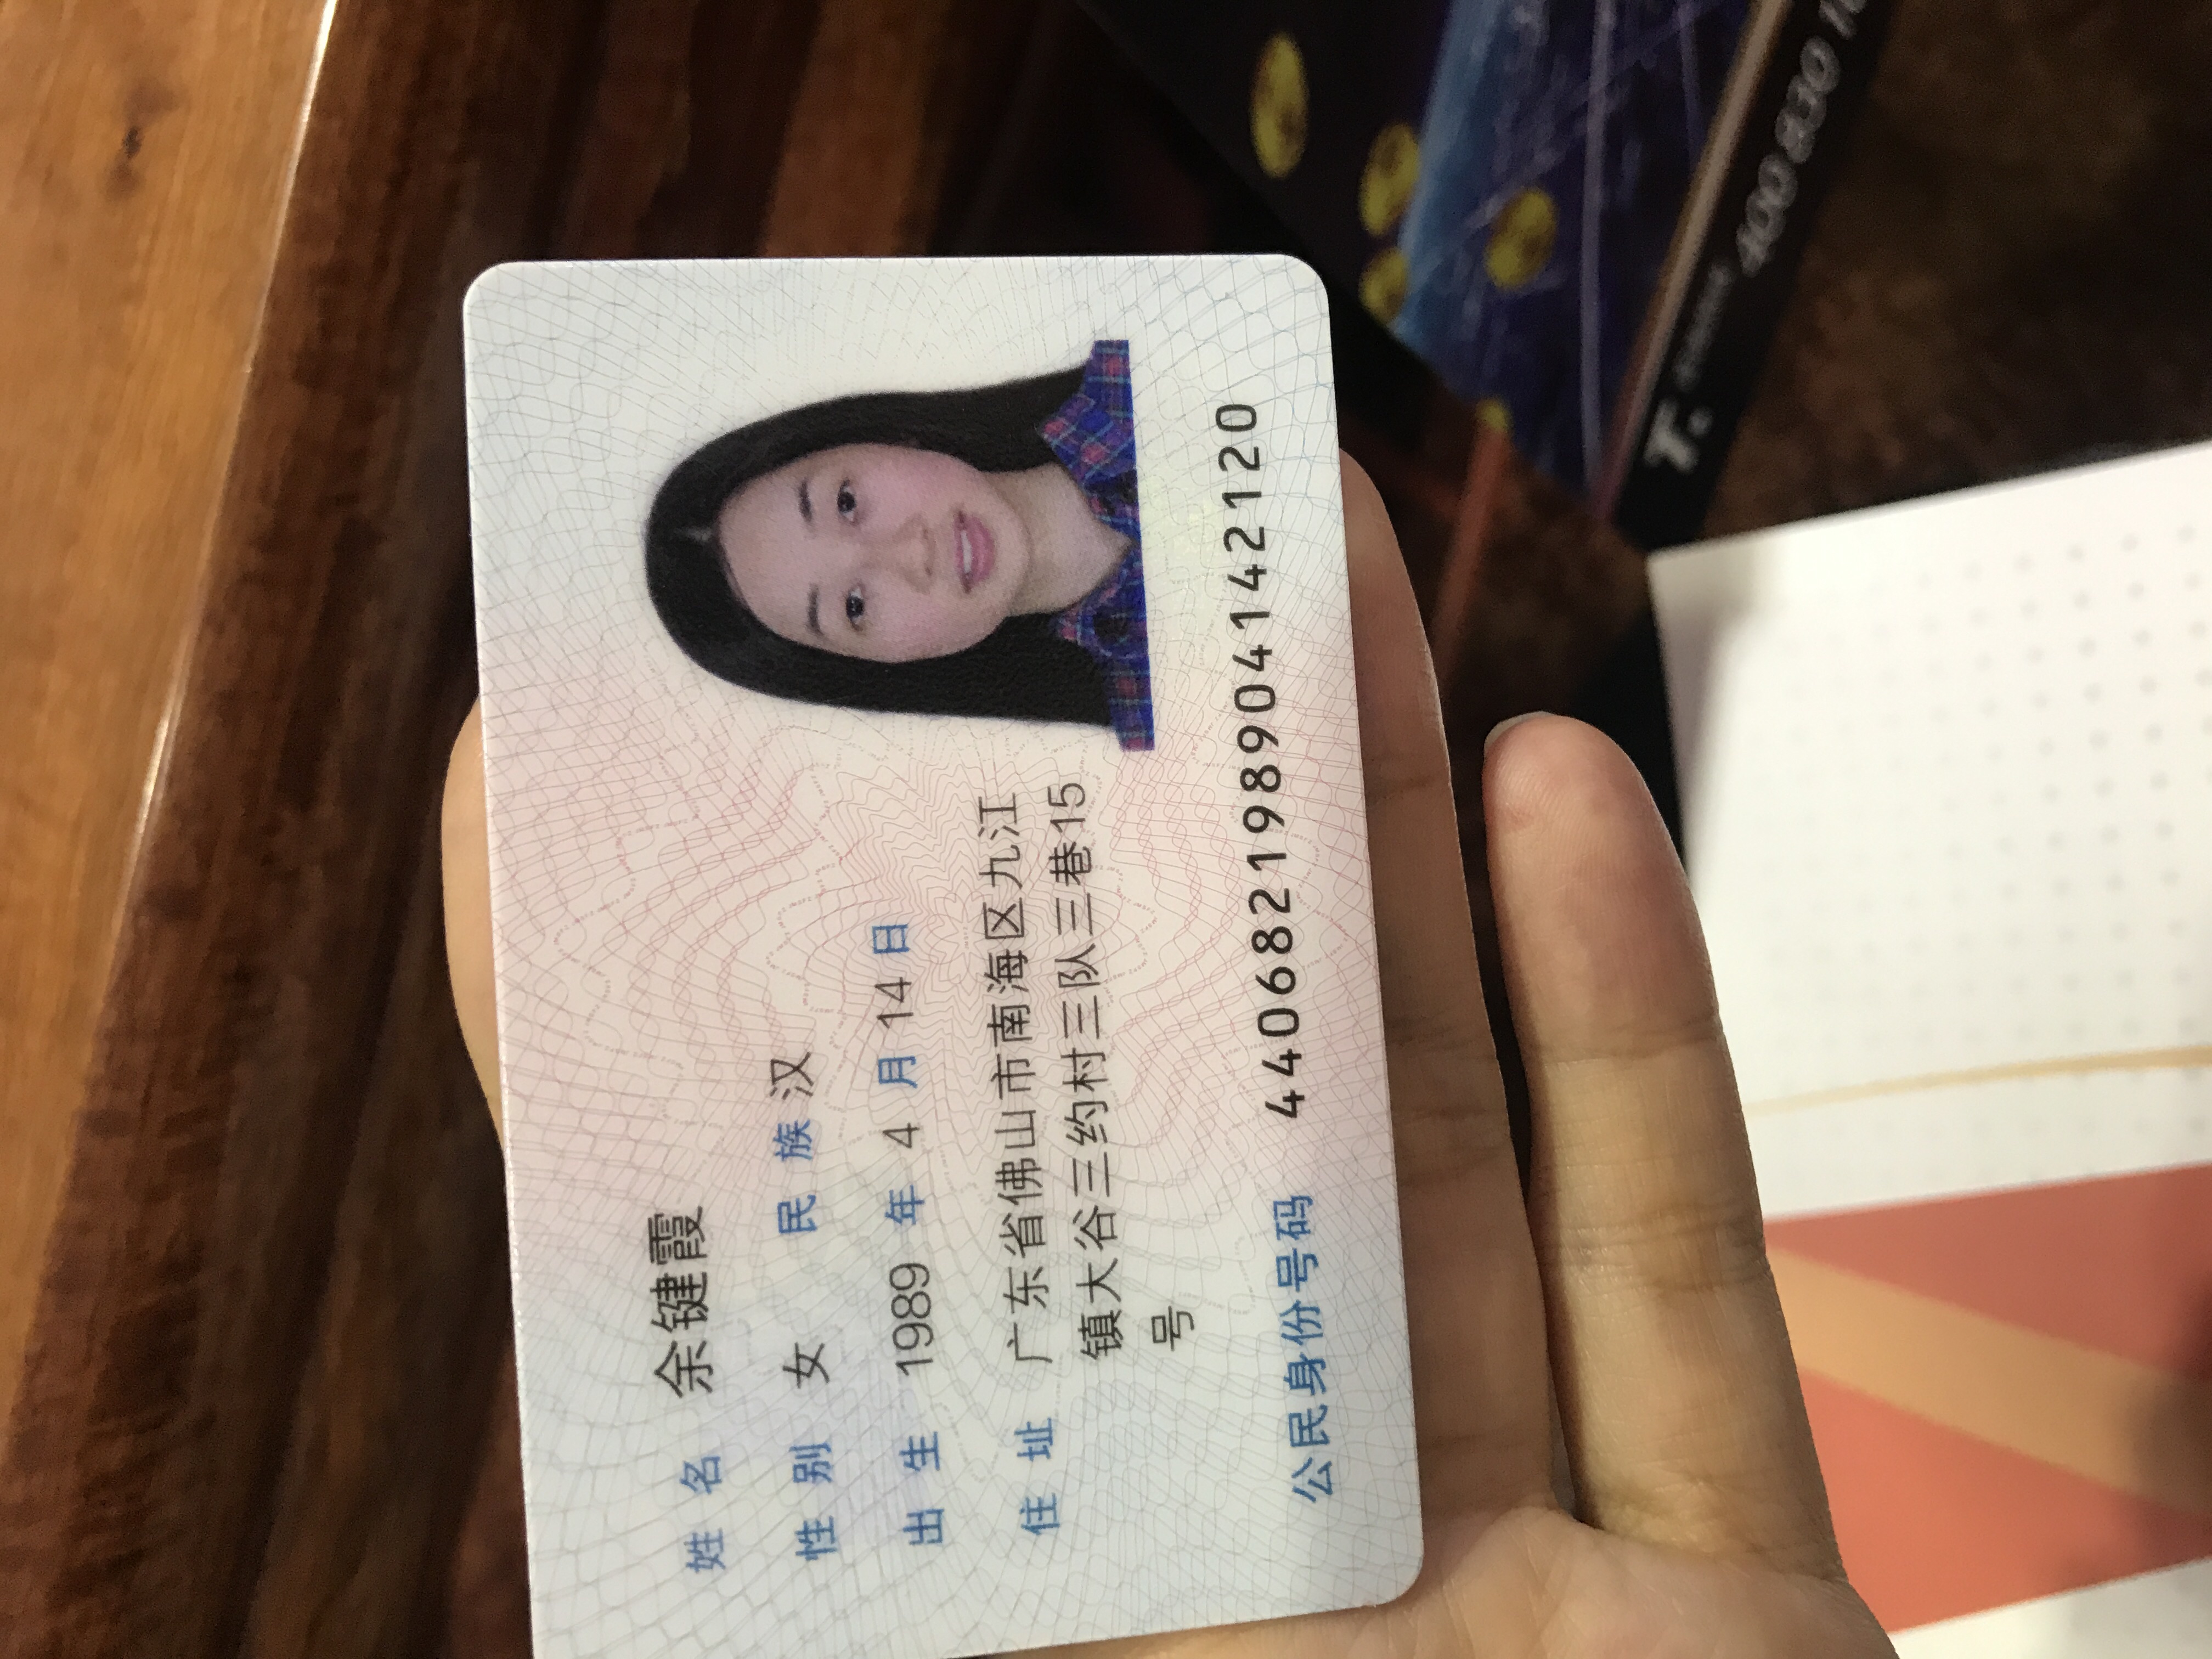 姓名 余键霞
性别 女 民族 汉
出生 1989 年 4 月 14 日
住址 广东省佛山市南海区九江
镇大谷三约村三队三巷15
号
公民身份号码 440682198904142120
T.
400 830